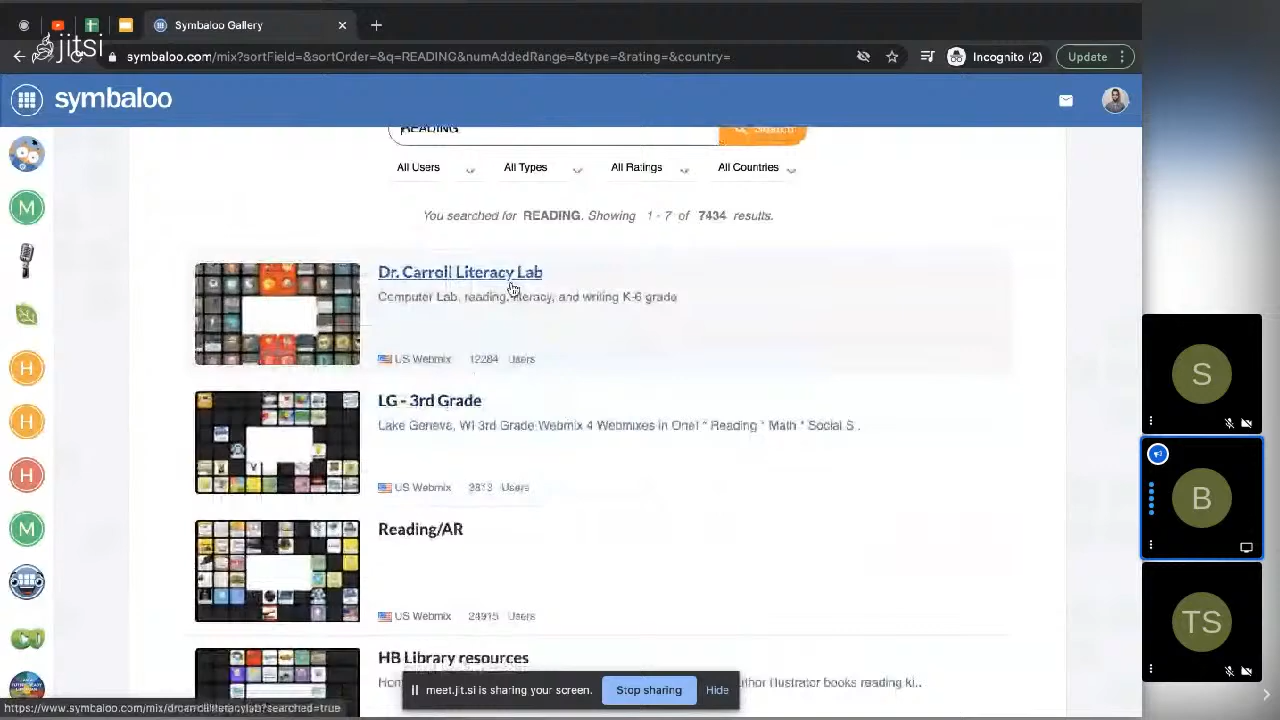 Symbaloo Gallery
jitsi
symbaloo.com/mix?sortField=&sortOrder=&q=READING&numAddedRange=&type=&rating=&country=
Incognito (2)
Update
symbaloo
READING
Search
All Users
All Types
All Ratings
All Countries
You searched for READING. Showing 1 - 7 of 7434 results.
M
H
H
H
M
Dr. Carroll Literacy Lab
Computer Lab, reading, literacy, and writing K-6 grade
US Webmix 12284 Users
LG - 3rd Grade
Lake Geneva, WI 3rd Grade Webmix 4 Webmixes in One! * Reading * Math * Social S..
US Webmix 3813 Users
Reading/AR
US Webmix 24915 Users
HB Library resources
illustrator books reading ki..
meet.jit.si is sharing your screen.
Stop sharing
Hide
https://www.symbaloo.com/mix/drcarrollliteracylab?searched=true
S
B
TS